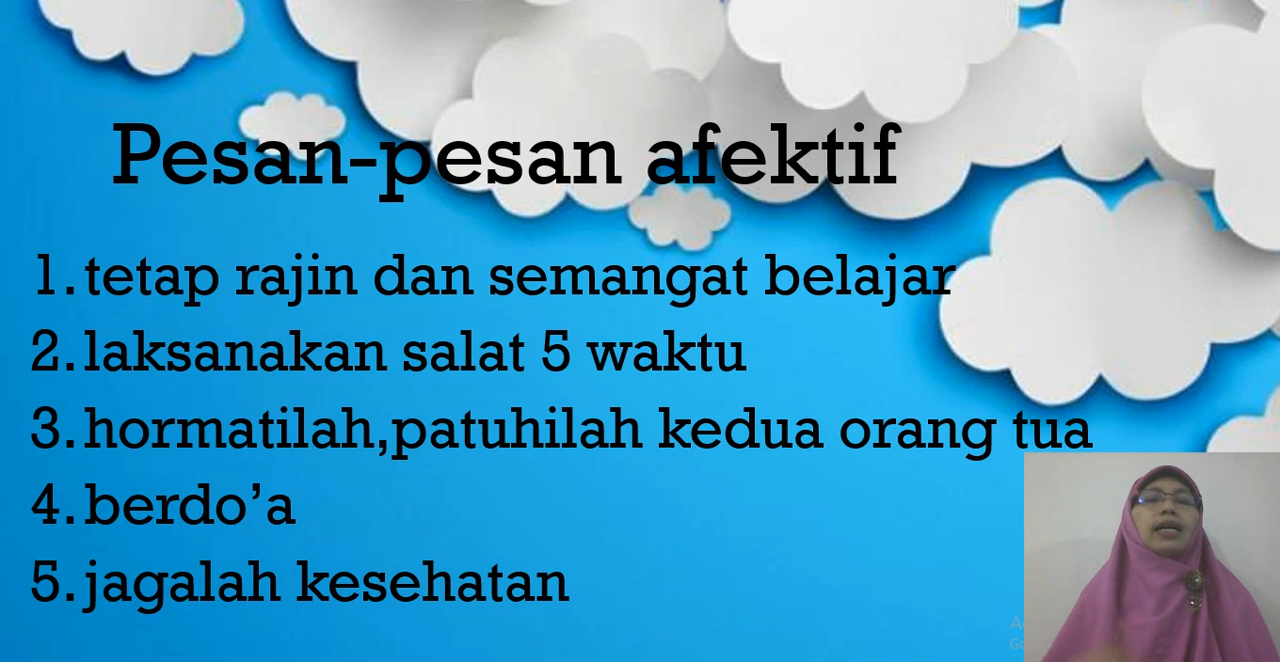 Pesan-pesan afektif
1. tetap rajin dan semangat belajar
2. laksanakan salat 5 waktu
3. hormatilah,patuhilah kedua orang tua
4. berdo’a
5. jagalah kesehatan